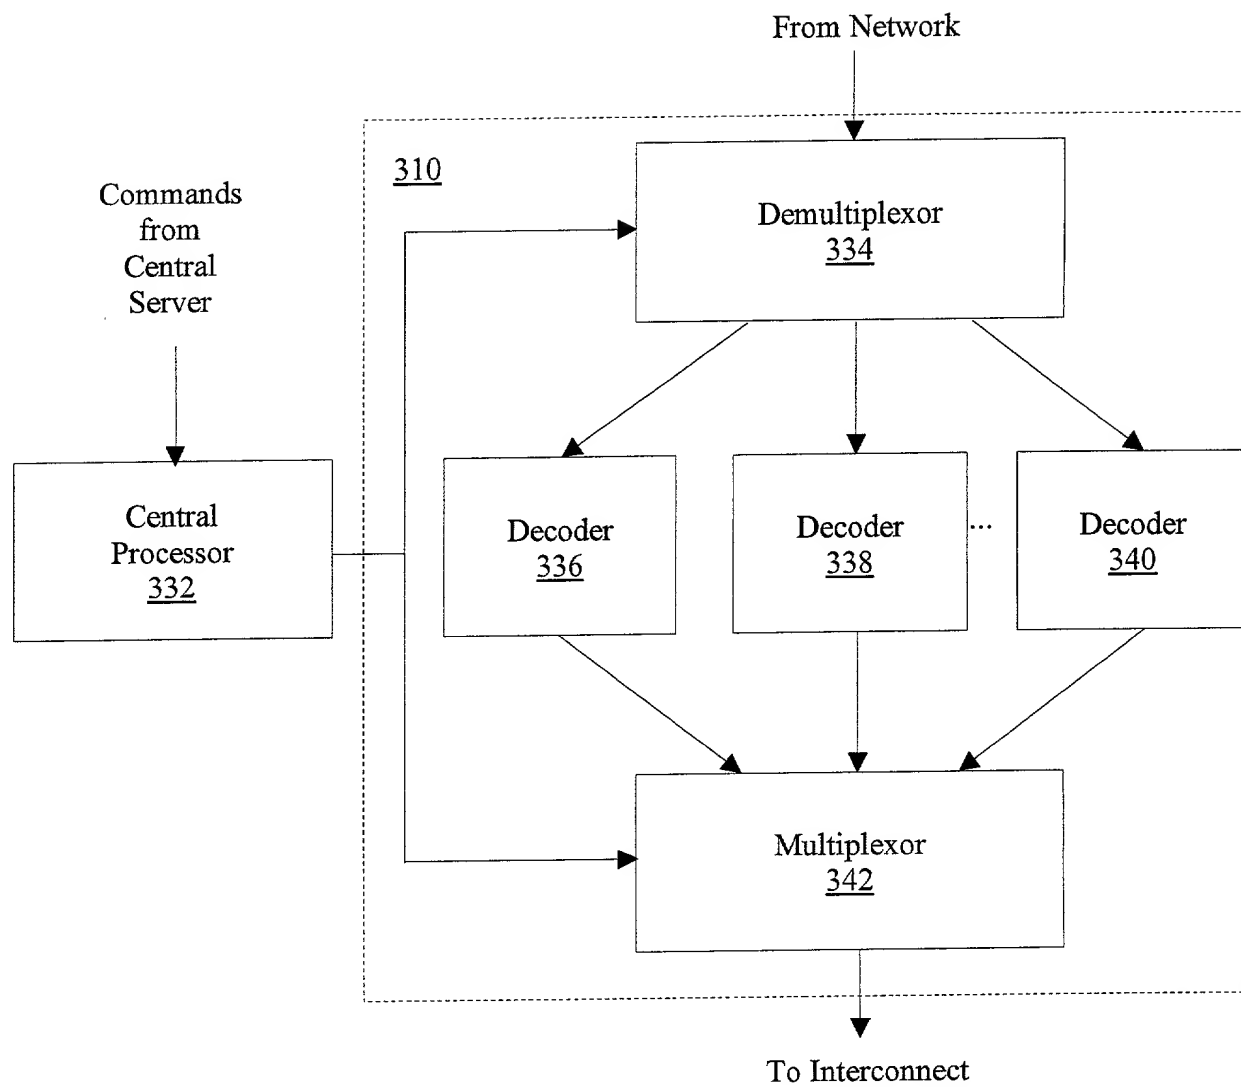 From Network
310
Commands
from
Central
Server
Demultiplexor
334
Central
Processor
332
Decoder
336
Decoder
338
...
Decoder
340
Multiplexor
342
To Interconnect